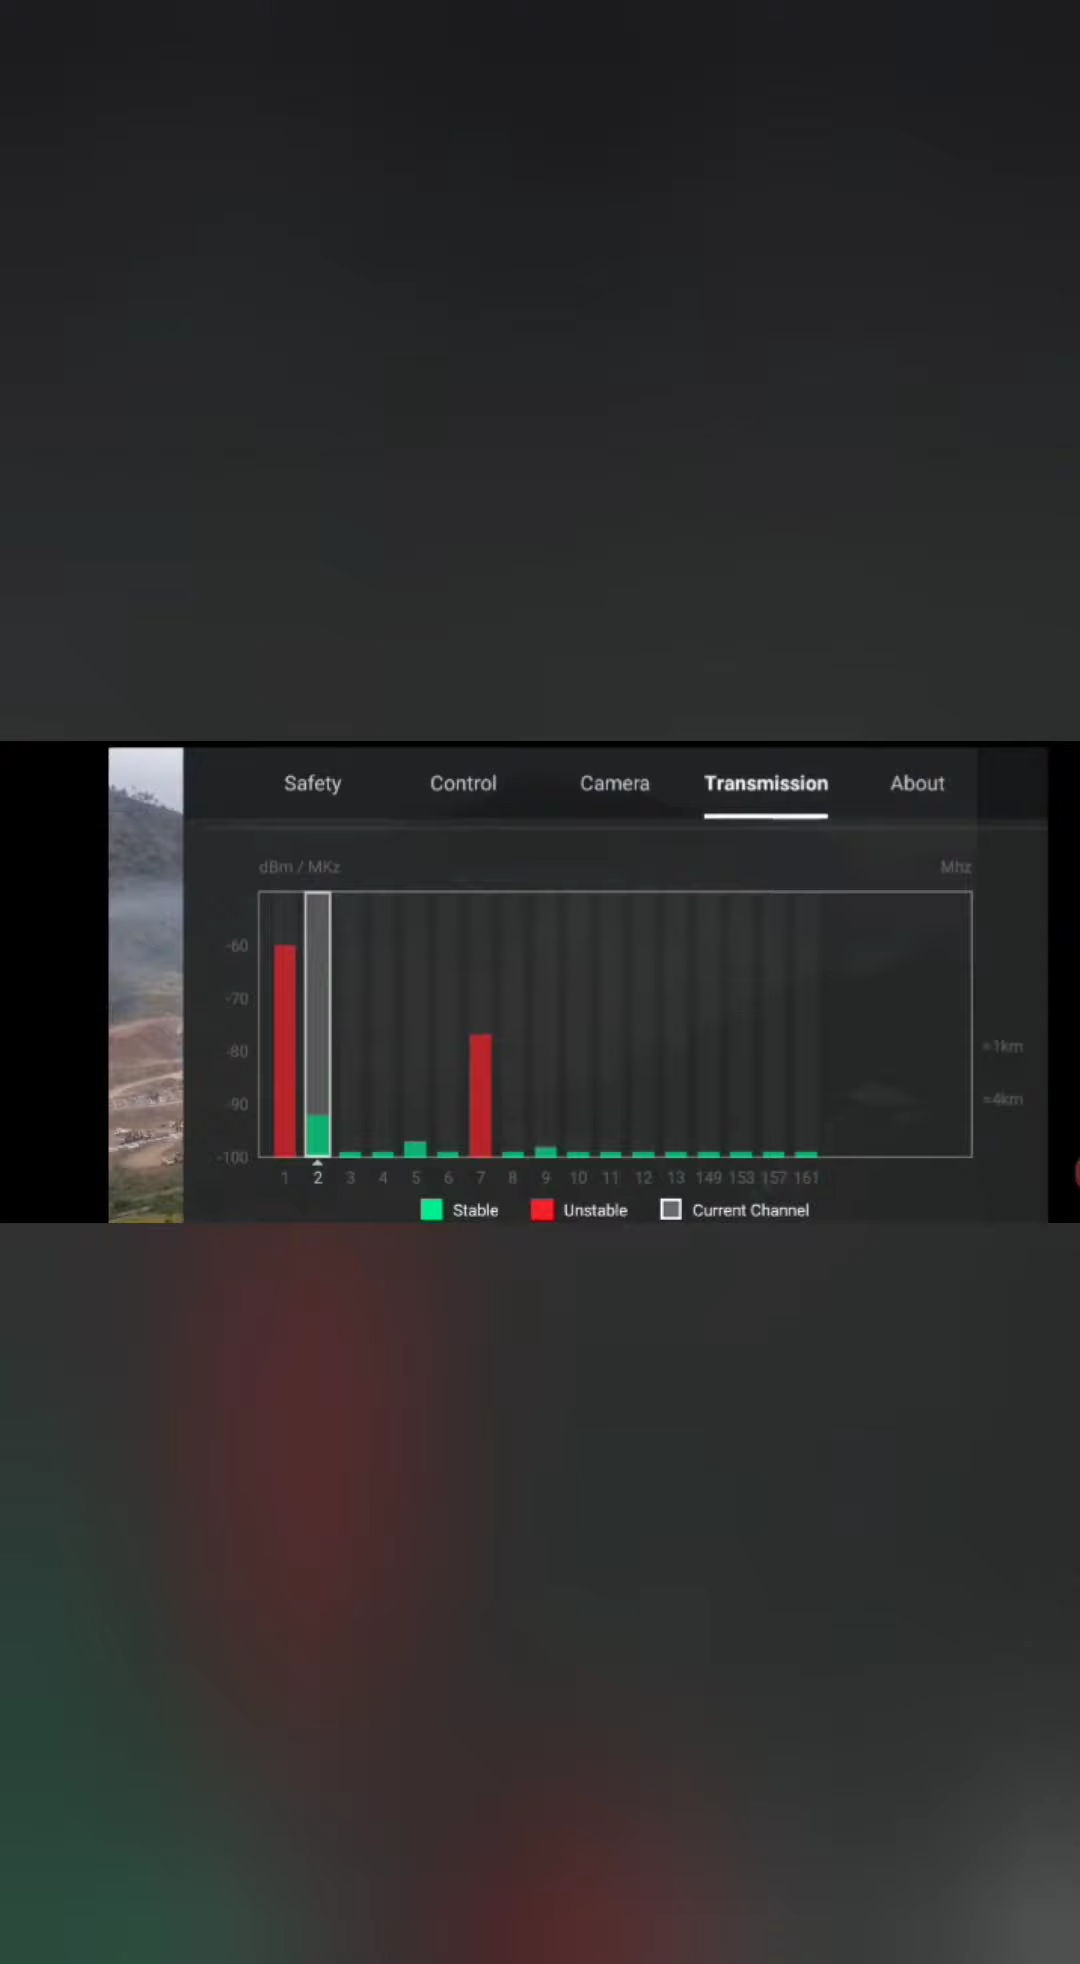 Safety Control Camera Transmission About
dBm / MKz Mhz
-60
-70
-80 ≈1km
-90 ≈4km
-100
1 2 3 4 5 6 7 8 9 10 11 12 13 149 153 157 161
Stable Unstable Current Channel